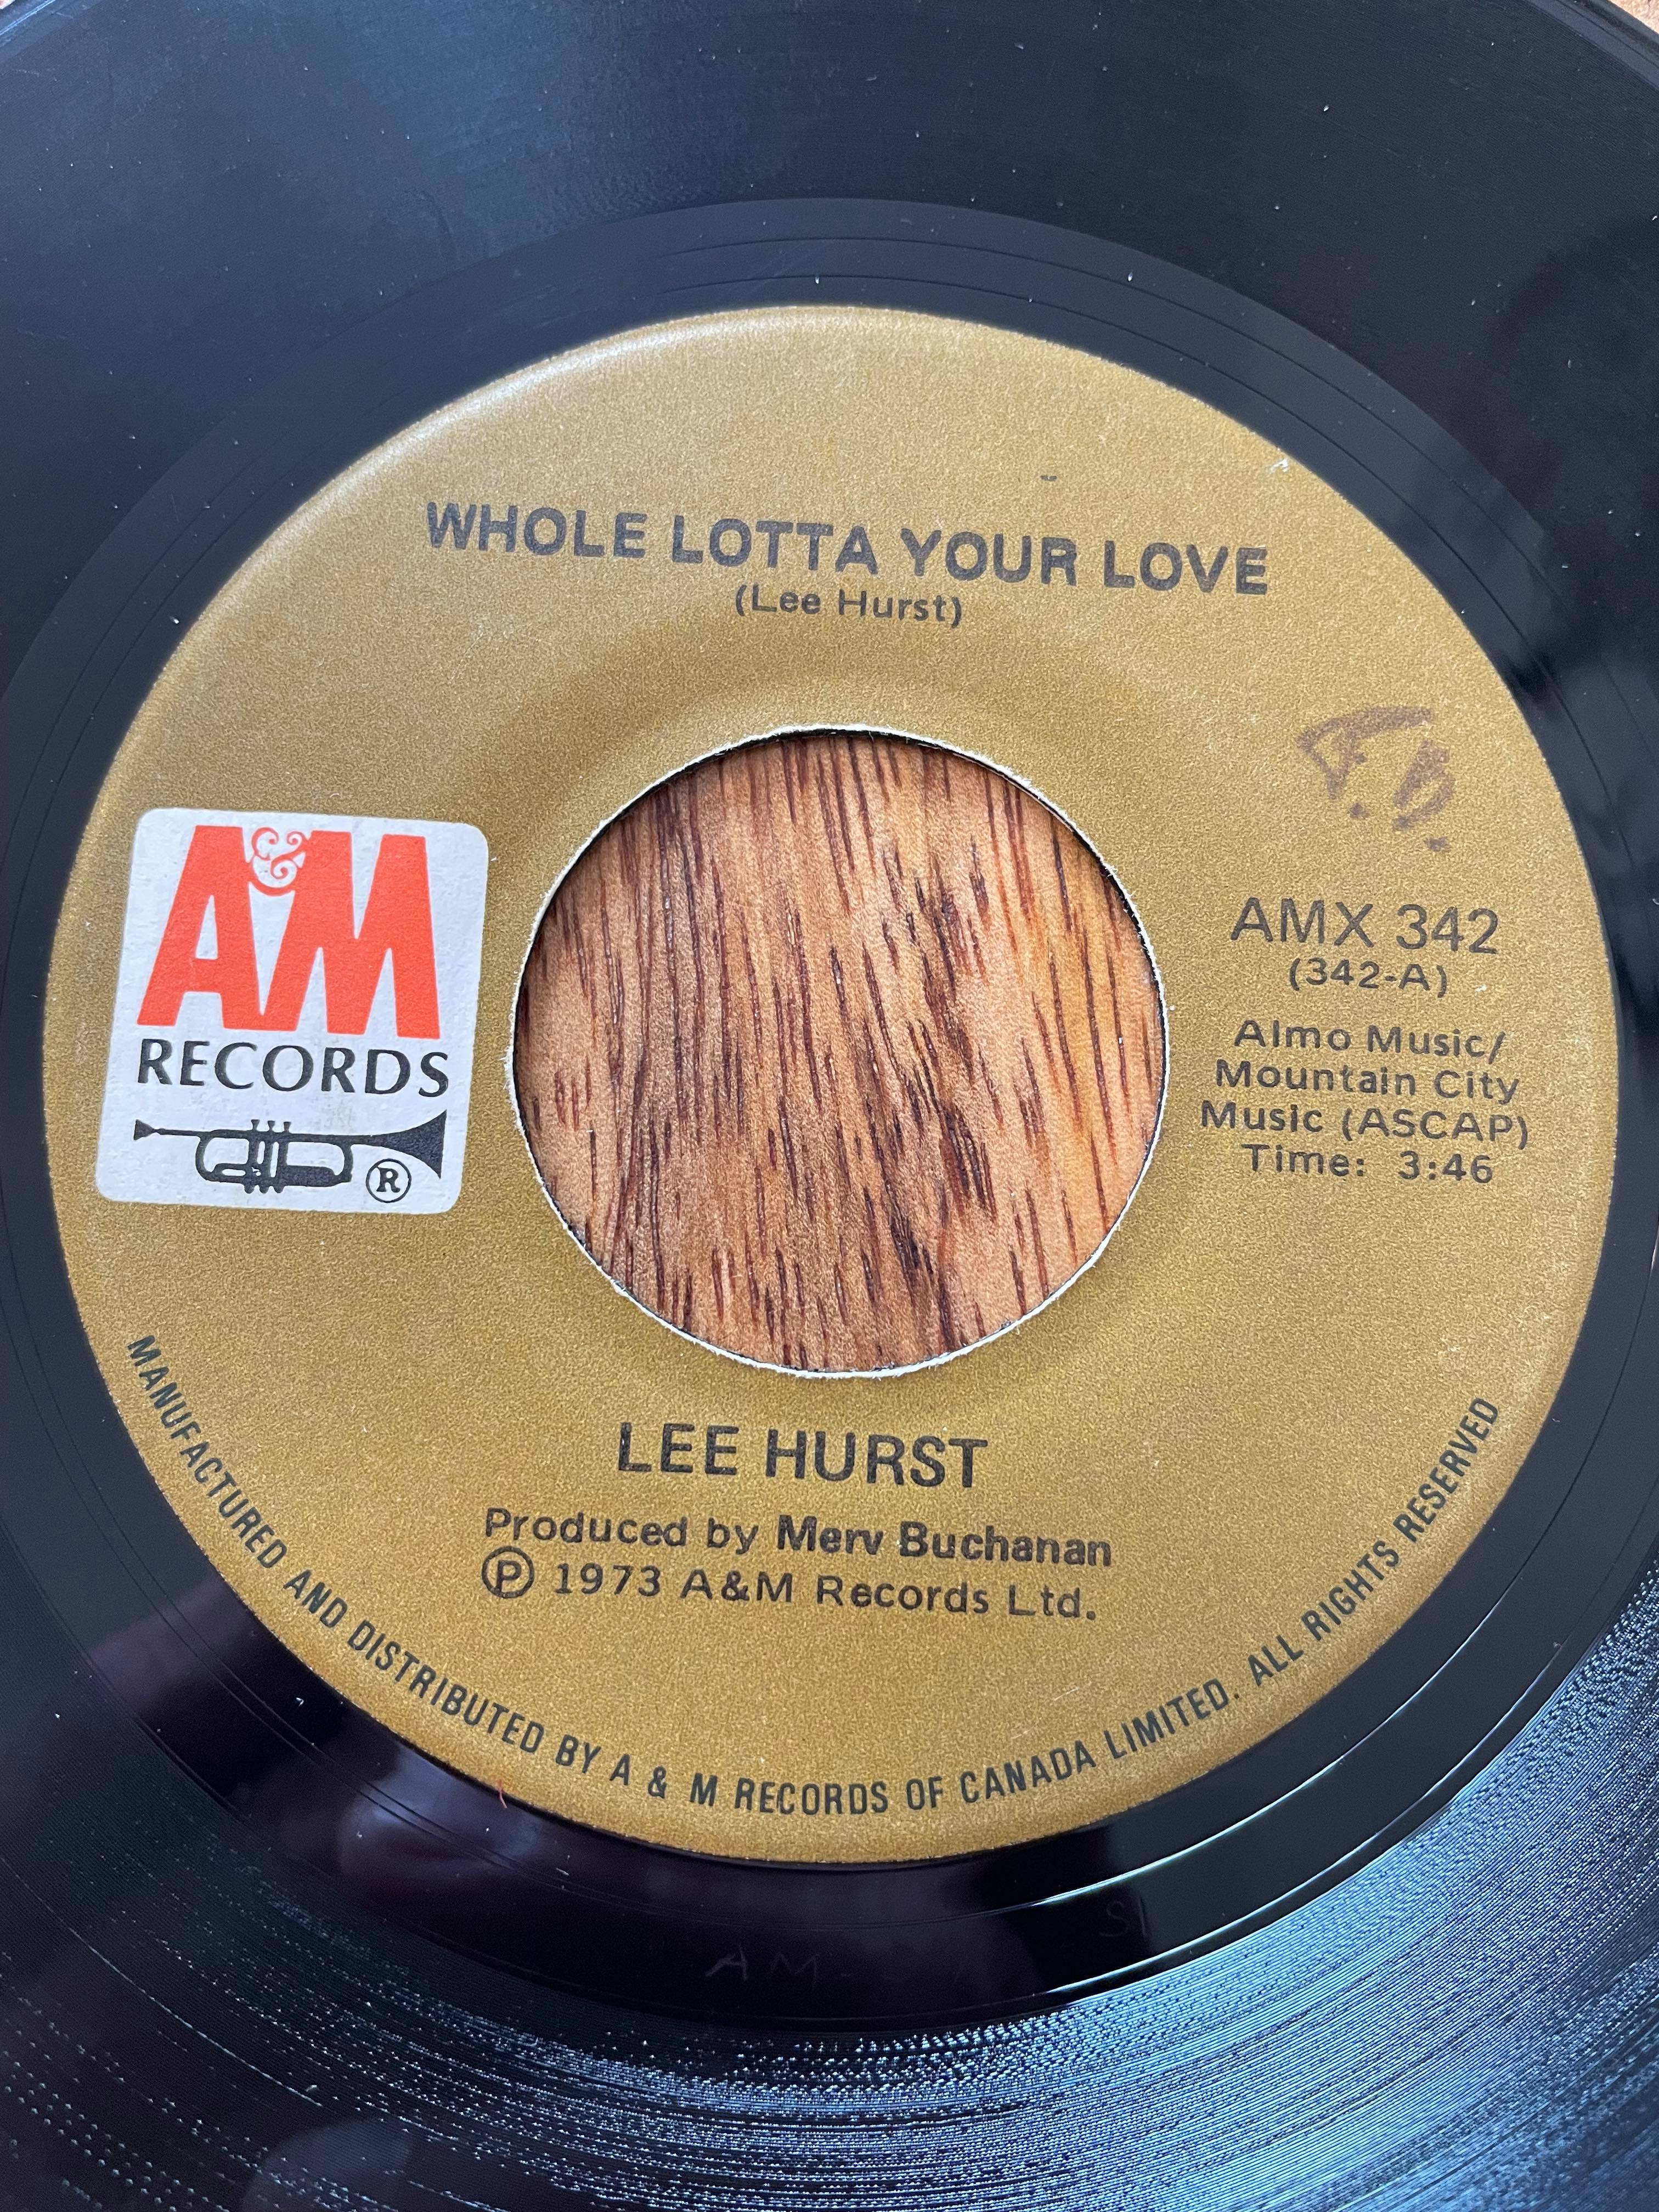 WHOLE LOTTA YOUR LOVE
(Lee Hurst)
A&M
RECORDS
®
AMX 342
(342-A)
Almo Music/
Mountain City
Music (ASCAP)
Time: 3:46
LEE HURST
Produced by Merv Buchanan
Ⓟ 1973 A&M Records Ltd.
MANUFACTURED AND DISTRIBUTED BY A & M RECORDS OF CANADA LIMITED. ALL RIGHTS RESERVED
AM-